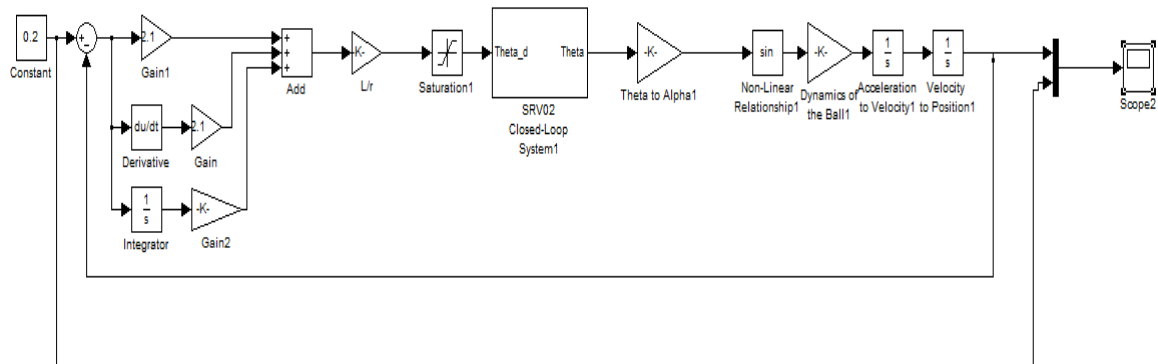 0.2
Constant
+
-
2.1
Gain1
du/dt
Derivative
2.1
Gain
1
s
Integrator
-K-
Gain2
+
+
+
Add
K-
L/r
Saturation1
Theta_d
Theta
SRV02
Closed-Loop
System1
-K-
Theta to Alpha1
sin
Non-Linear
Relationship1
-K-
Dynamics of
the Ball1
1
s
Acceleration
to Velocity1
1
s
Velocity
to Position1
Scope2